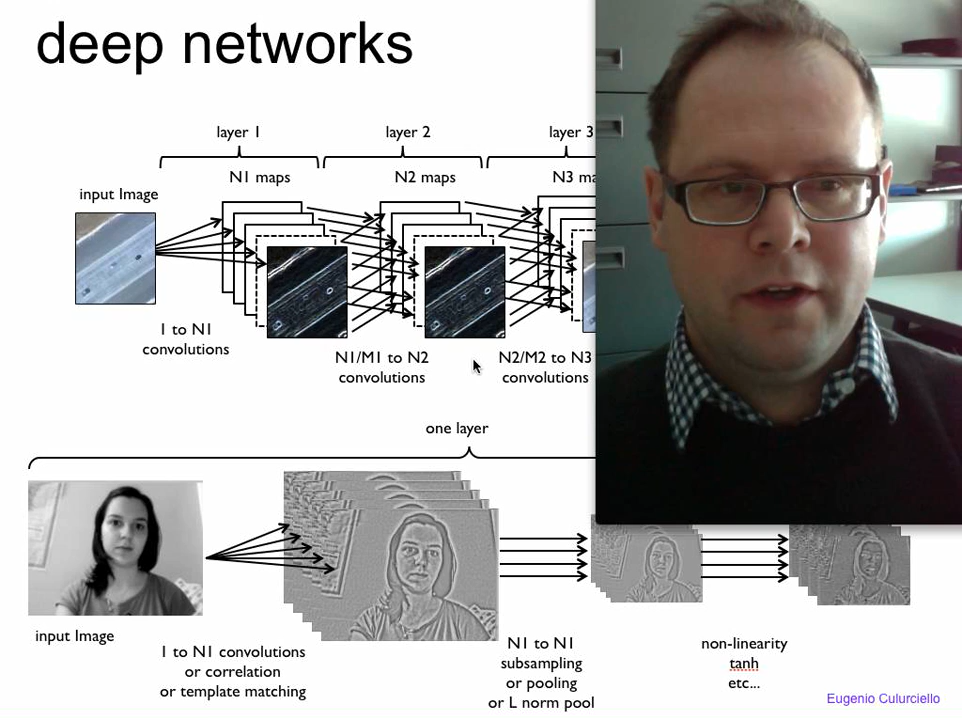 deep networks
layer 1
layer 2
layer 3
N1 maps
N2 maps
N3 ma
input Image
1 to N1
convolutions
N1/M1 to N2
convolutions
N2/M2 to N3
convolutions
one layer
input Image
1 to N1 convolutions
or correlation
or template matching
N1 to N1
subsampling
or pooling
or L norm pool
non-linearity
tanh
etc...
Eugenio Culurciello